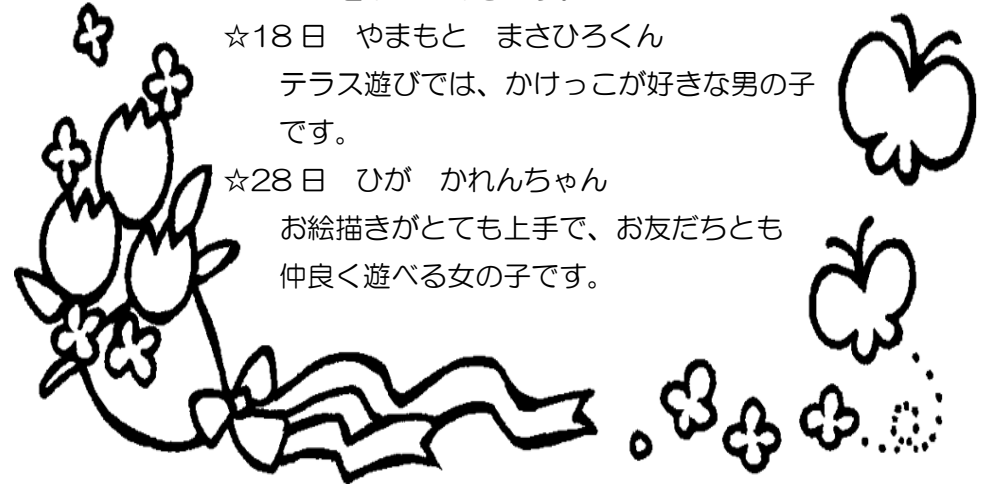 ☆18日　やまもと　まさひろくん
テラス遊びでは、かけっこが好きな男の子
です。
☆28日　ひが　かれんちゃん
お絵描きがとても上手で、お友だちとも
仲良く遊べる女の子です。